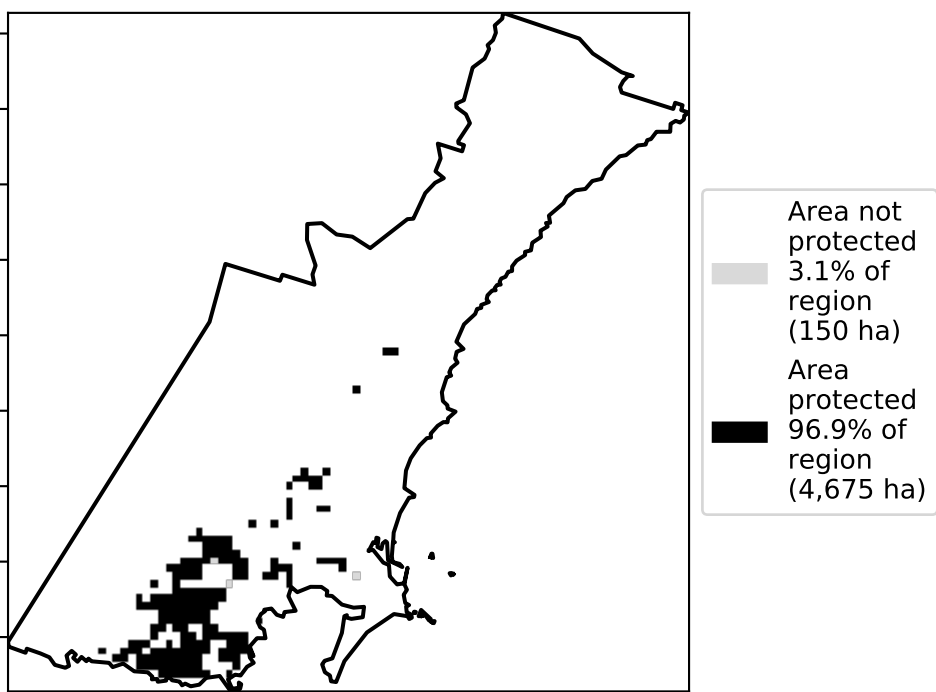 Area not
protected
3.1% of
region
(150 ha)
Area
protected
96.9% of
region
(4,675 ha)